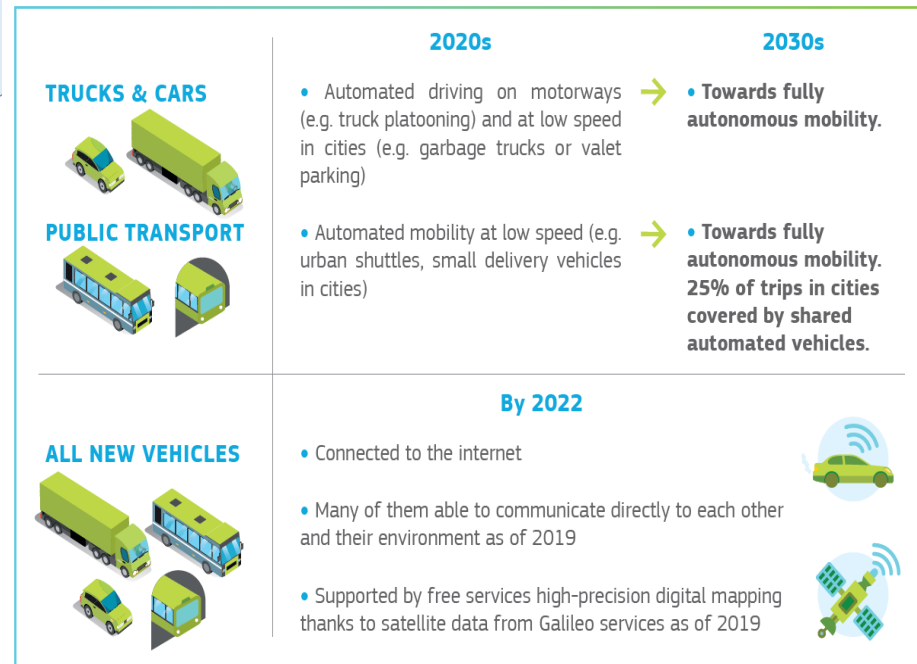 2020s
2030s
TRUCKS & CARS
• Automated driving on motorways
(e.g. truck platooning) and at low speed
in cities (e.g. garbage trucks or valet
parking)
• Towards fully
autonomous mobility.
PUBLIC TRANSPORT
• Automated mobility at low speed (e.g.
urban shuttles, small delivery vehicles
in cities)
• Towards fully
autonomous mobility.
25% of trips in cities
covered by shared
automated vehicles.
By 2022
ALL NEW VEHICLES
• Connected to the internet
• Many of them able to communicate directly to each other
and their environment as of 2019
• Supported by free services high-precision digital mapping
thanks to satellite data from Galileo services as of 2019